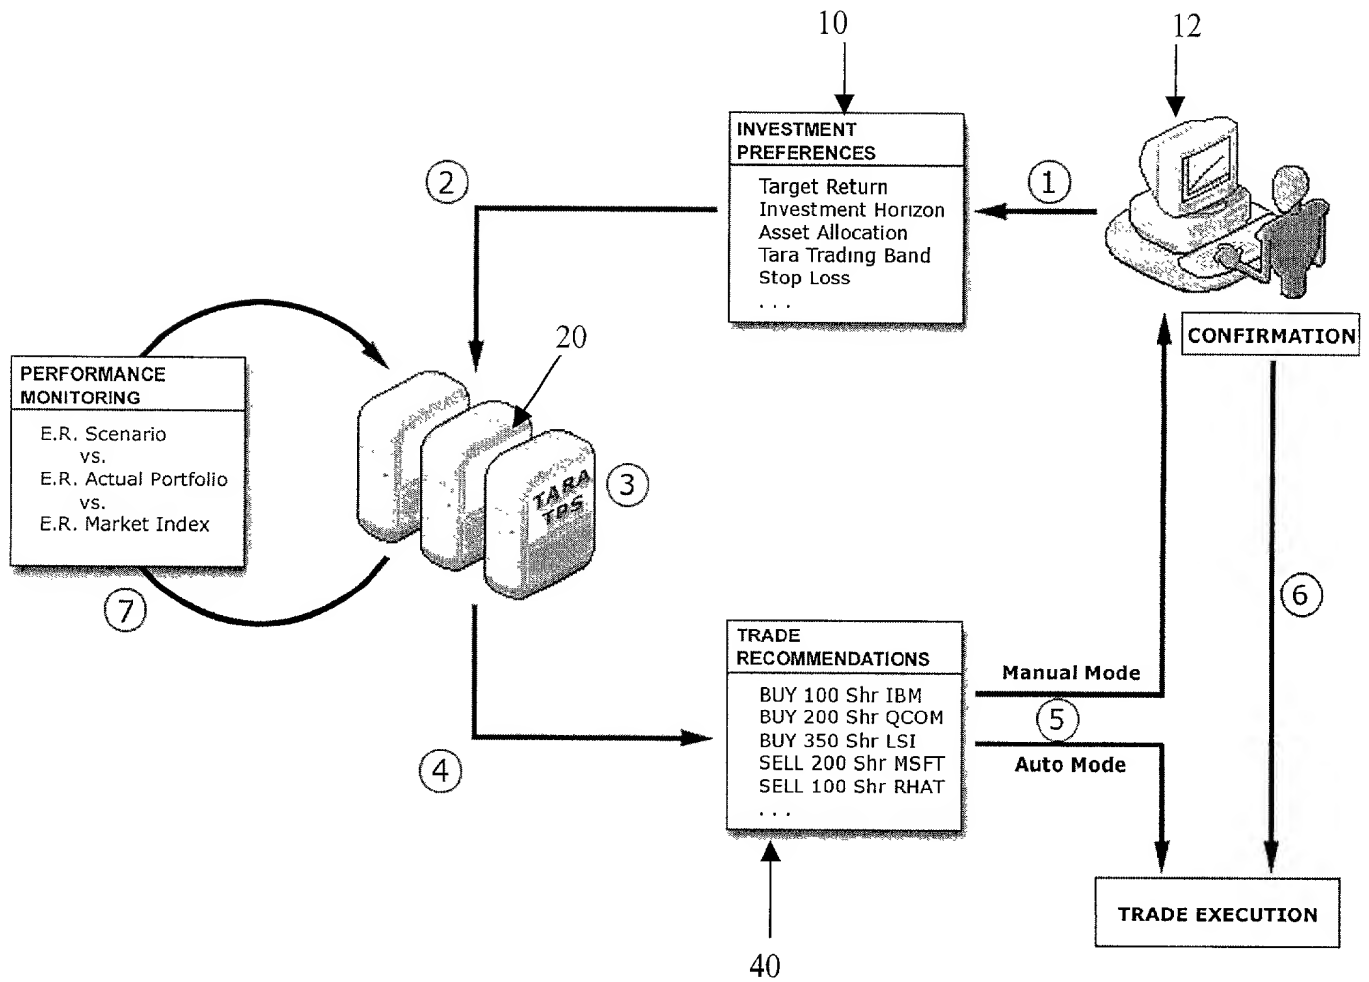 10
12
INVESTMENT
PREFERENCES
Target Return
Investment Horizon
Asset Allocation
Tara Trading Band
Stop Loss
. . .
1
2
CONFIRMATION
20
PERFORMANCE
MONITORING
E.R. Scenario
vs.
E.R. Actual Portfolio
vs.
E.R. Market Index
TARA
TPS
3
7
6
TRADE
RECOMMENDATIONS
BUY 100 Shr IBM
BUY 200 Shr QCOM
BUY 350 Shr LSI
SELL 200 Shr MSFT
SELL 100 Shr RHAT
. . .
Manual Mode
5
Auto Mode
4
TRADE EXECUTION
40